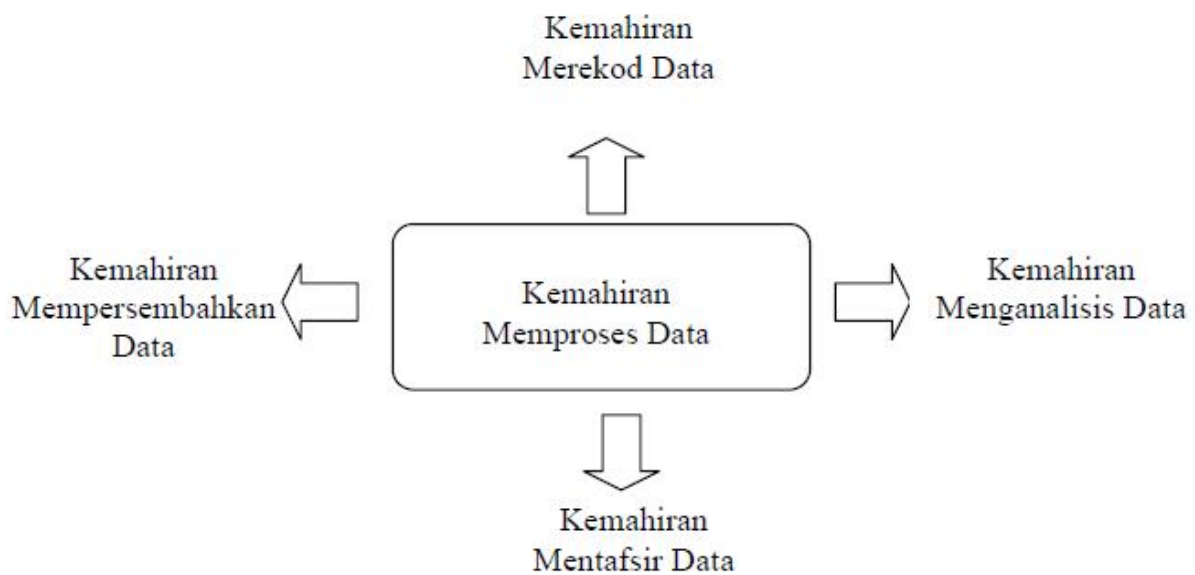 Kemahiran
Merekod Data
Kemahiran
Mempersembahkan
Data
Kemahiran
Memproses Data
Kemahiran
Menganalisis Data
Kemahiran
Mentafsir Data